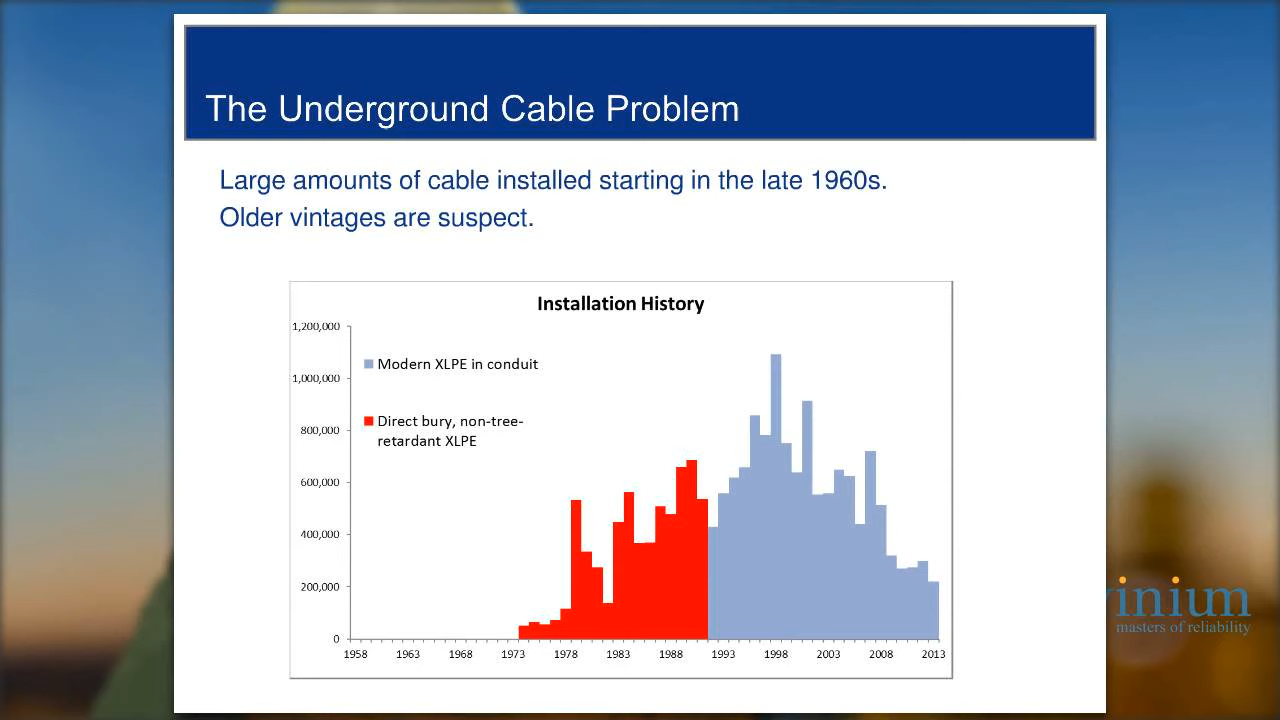 The Underground Cable Problem
Large amounts of cable installed starting in the late 1960s.
Older vintages are suspect.
Installation History
1,200,000
1,000,000
800,000
600,000
400,000
200,000
0
Modern XLPE in conduit
Direct bury, non-tree-
retardant XLPE
1958 1963 1968 1973 1978 1983 1988 1993 1998 2003 2008 2013
vinium
masters of reliability